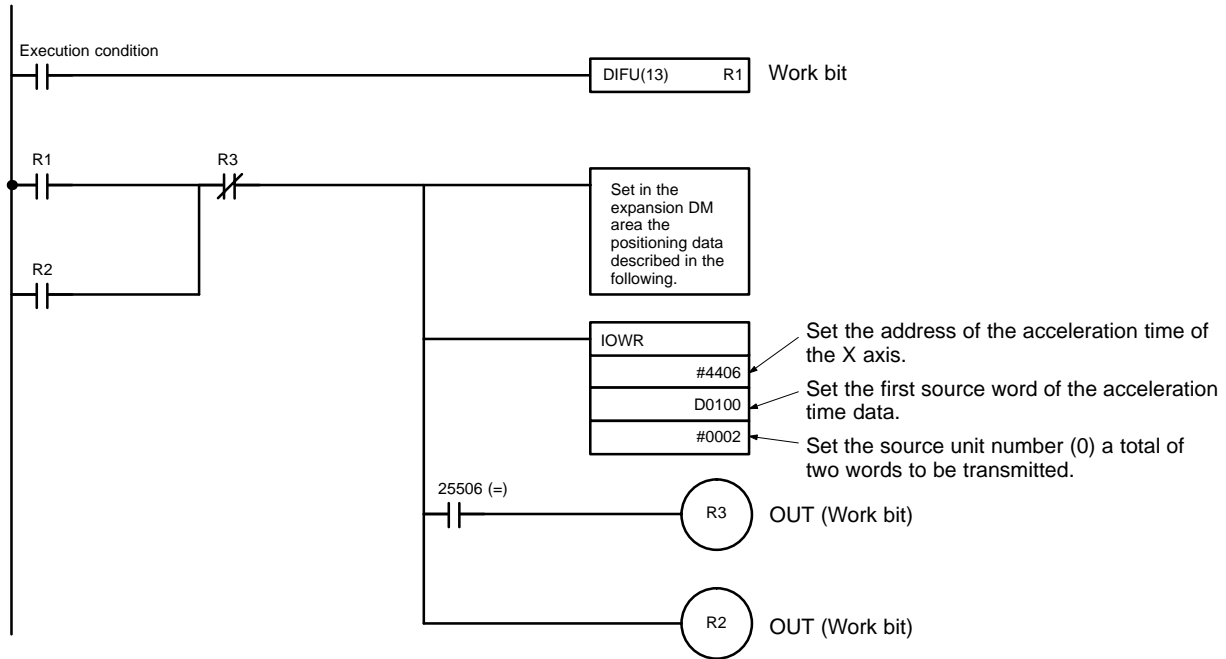 Execution condition
DIFU(13) R1
Work bit
R1
R3
R2
Set in the
expansion DM
area the
positioning data
described in the
following.
IOWR
#4406
D0100
#0002
Set the address of the acceleration time of
the X axis.
Set the first source word of the acceleration
time data.
Set the source unit number (0) a total of
two words to be transmitted.
25506 (=)
R3
OUT (Work bit)
R2
OUT (Work bit)